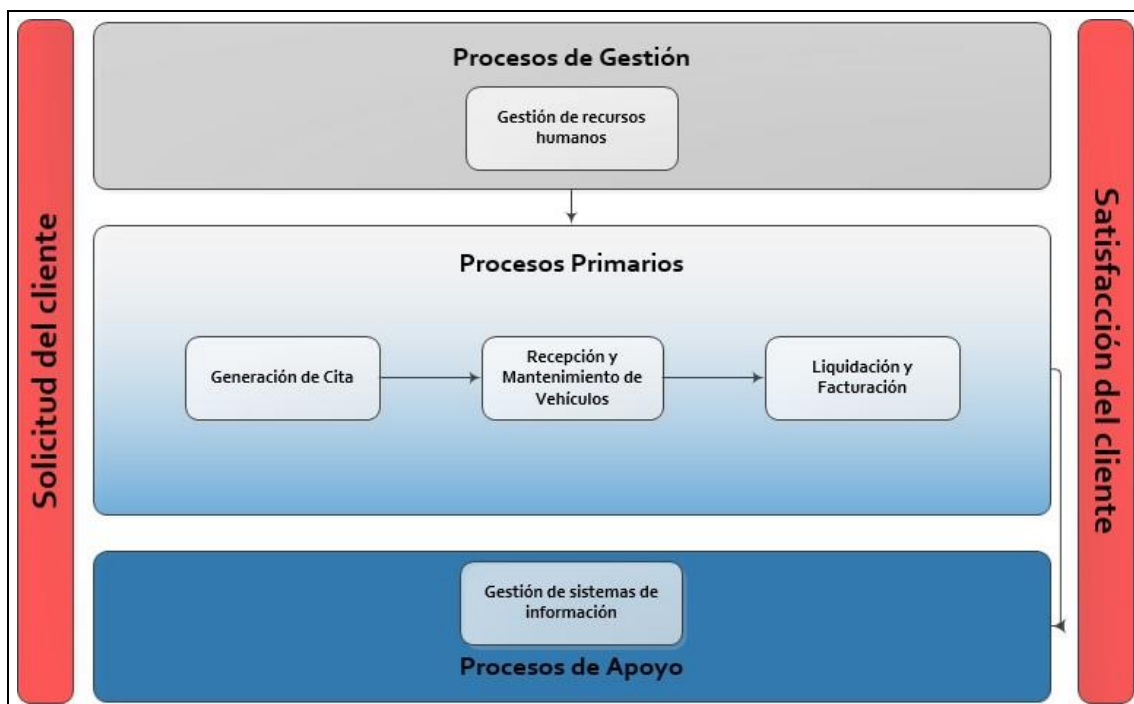 Solicitud del cliente
Procesos de Gestión
Gestión de recursos
humanos
Procesos Primarios
Generación de Cita
Recepción y
Mantenimiento de
Vehículos
Liquidación y
Facturación
Gestión de sistemas de
información
Procesos de Apoyo
Satisfacción del cliente